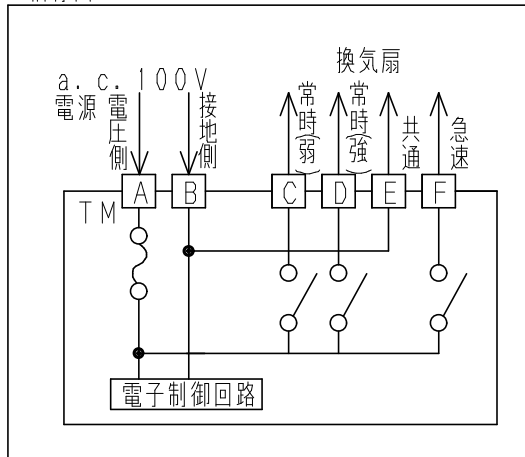 換気扇
a.c.100V
電源
電圧側
接地側
常時(弱)
常時(強)
共通
急速
TM
A
B
C
D
E
F
電子制御回路